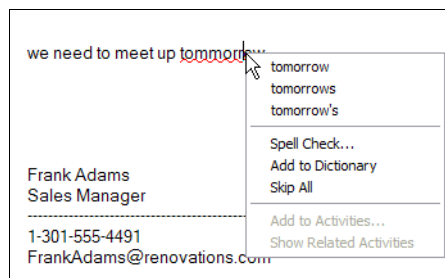 we need to meet up tommorrow
tomorrow
tomorrows
tomorrow's
Spell Check...
Add to Dictionary
Skip All
Add to Activities...
Show Related Activities
Frank Adams
Sales Manager
----------------------------------------
1-301-555-4491
FrankAdams@renovations.com